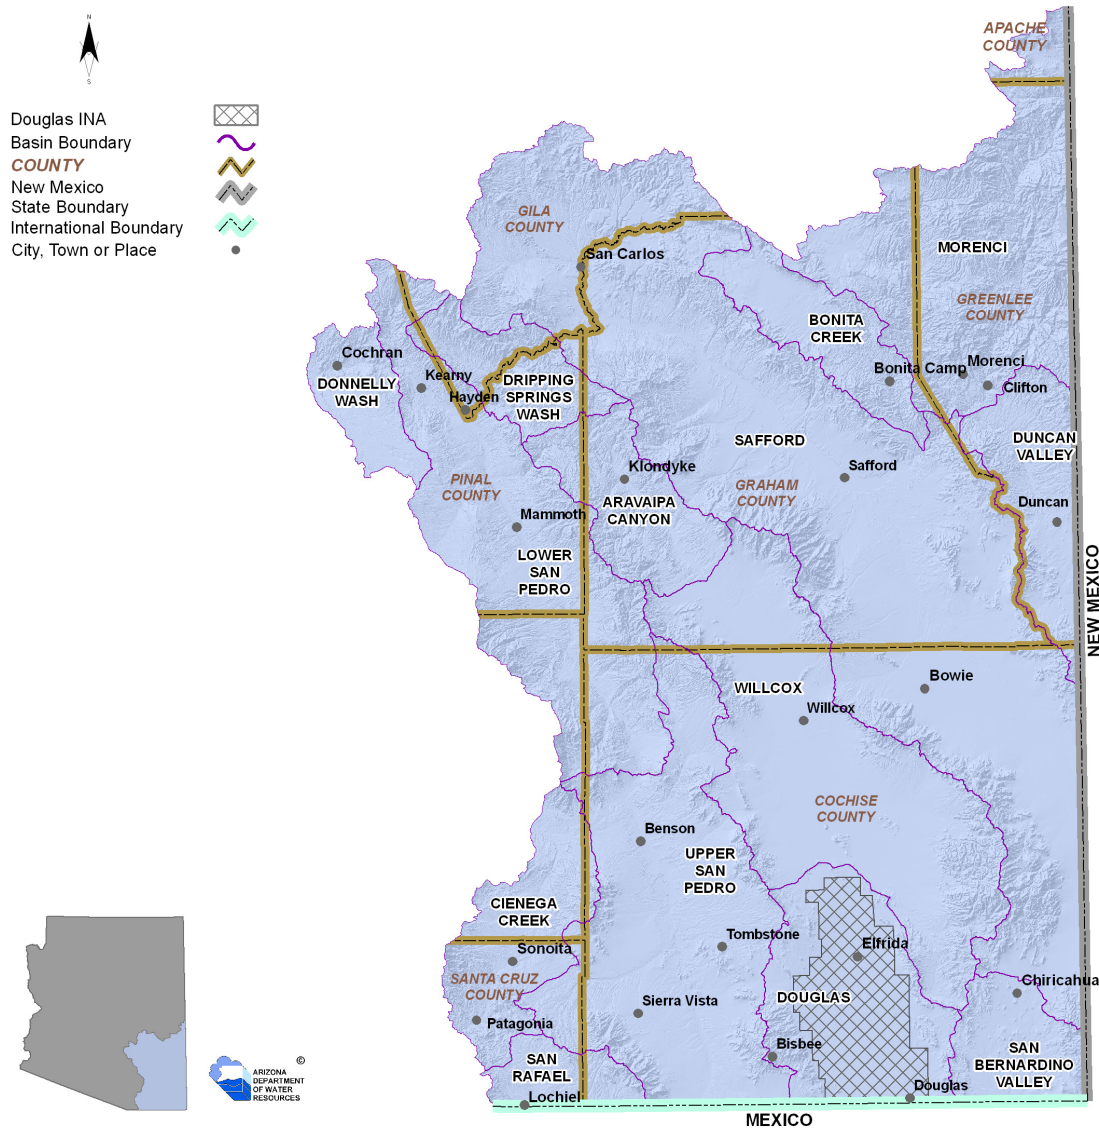 N
S
Douglas INA
Basin Boundary
COUNTY
New Mexico
State Boundary
International Boundary
City, Town or Place
APACHE
COUNTY
GILA
COUNTY
San Carlos
MORENCI
GREENLEE
COUNTY
BONITA
CREEK
Bonita Camp
Morenci
Clifton
Cochran
DONNELLY
WASH
Kearny
Hayden
DRIPPING
SPRINGS
WASH
SAFFORD
DUNCAN
VALLEY
Klondyke
Safford
PINAL
COUNTY
GRAHAM
COUNTY
ARAVAIPA
CANYON
Duncan
Mammoth
LOWER
SAN
PEDRO
NEW MEXICO
WILLCOX
Bowie
Willcox
COCHISE
COUNTY
Benson
UPPER
SAN
PEDRO
CIENEGA
CREEK
Sonoita
Tombstone
Elfrida
SANTA CRUZ
COUNTY
Chiricahua
Sierra Vista
DOUGLAS
Patagonia
Bisbee
SAN
RAFAEL
SAN
BERNARDINO
VALLEY
Douglas
Lochiel
MEXICO
©
ARIZONA
DEPARTMENT
OF WATER
RESOURCES